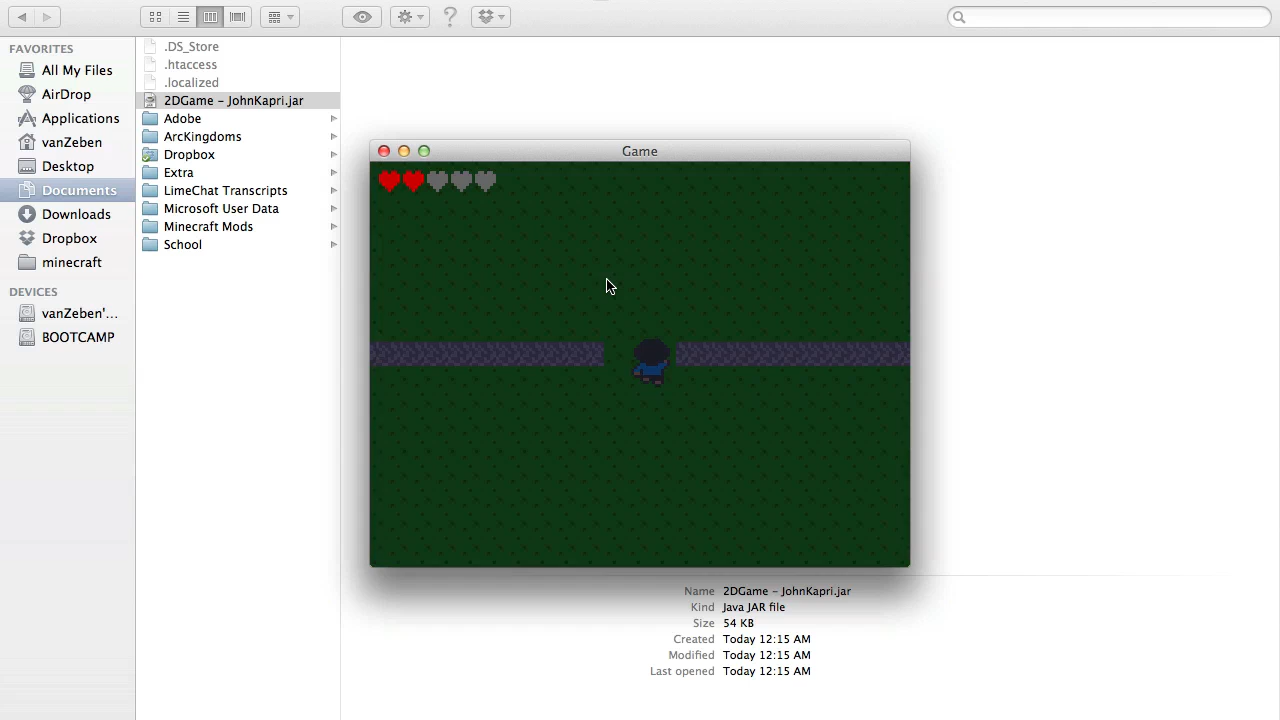 FAVORITES
All My Files
AirDrop
Applications
vanZeben
Desktop
Documents
Downloads
Dropbox
minecraft
DEVICES
vanZeben'...
BOOTCAMP
.DS_Store
.htaccess
.localized
2DGame - JohnKapri.jar
Adobe
ArcKingdoms
Dropbox
Extra
LimeChat Transcripts
Microsoft User Data
Minecraft Mods
School
Game
Name 2DGame - JohnKapri.jar
Kind Java JAR file
Size 54 KB
Created Today 12:15 AM
Modified Today 12:15 AM
Last opened Today 12:15 AM